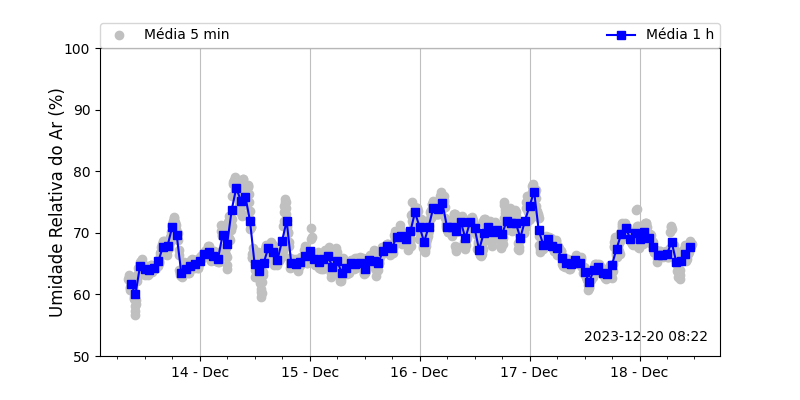 Média 5 min
Média 1 h
Umidade Relativa do Ar (%)
100
90
80
70
60
50
2023-12-20 08:22
14 - Dec
15 - Dec
16 - Dec
17 - Dec
18 - Dec